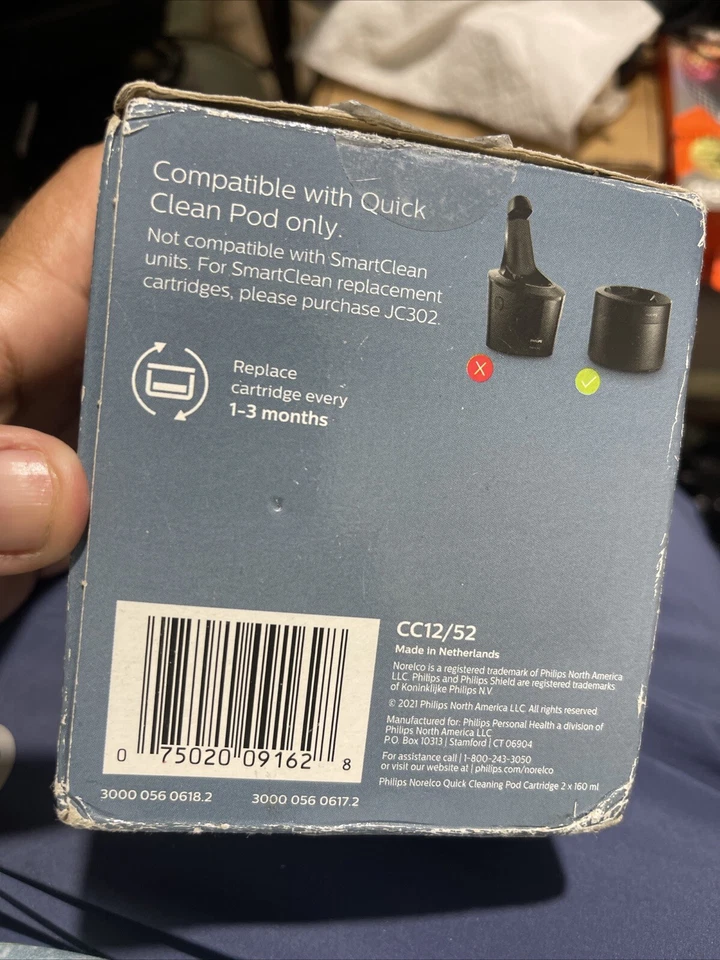 Compatible with Quick
Clean Pod only.
Not compatible with SmartClean
units. For SmartClean replacement
cartridges, please purchase JC302.
Replace
cartridge every
1-3 months
CC12/52
Made in Netherlands
Norelco is a registered trademark of Philips North America
LLC. Philips and Philips Shield are registered trademarks
of Koninklijke Philips N.V.
© 2021 Philips North America LLC. All rights reserved
Manufactured for: Philips Personal Health a division of
Philips North America LLC
P.O. Box 10313 | Stamford | CT 06904
For assistance call | 1-800-243-3050
or visit our website at | philips.com/norelco
Philips Norelco Quick Cleaning Pod Cartridge 2 x 160 ml
0 75020 09162 8
3000 056 0618.2 3000 056 0617.2